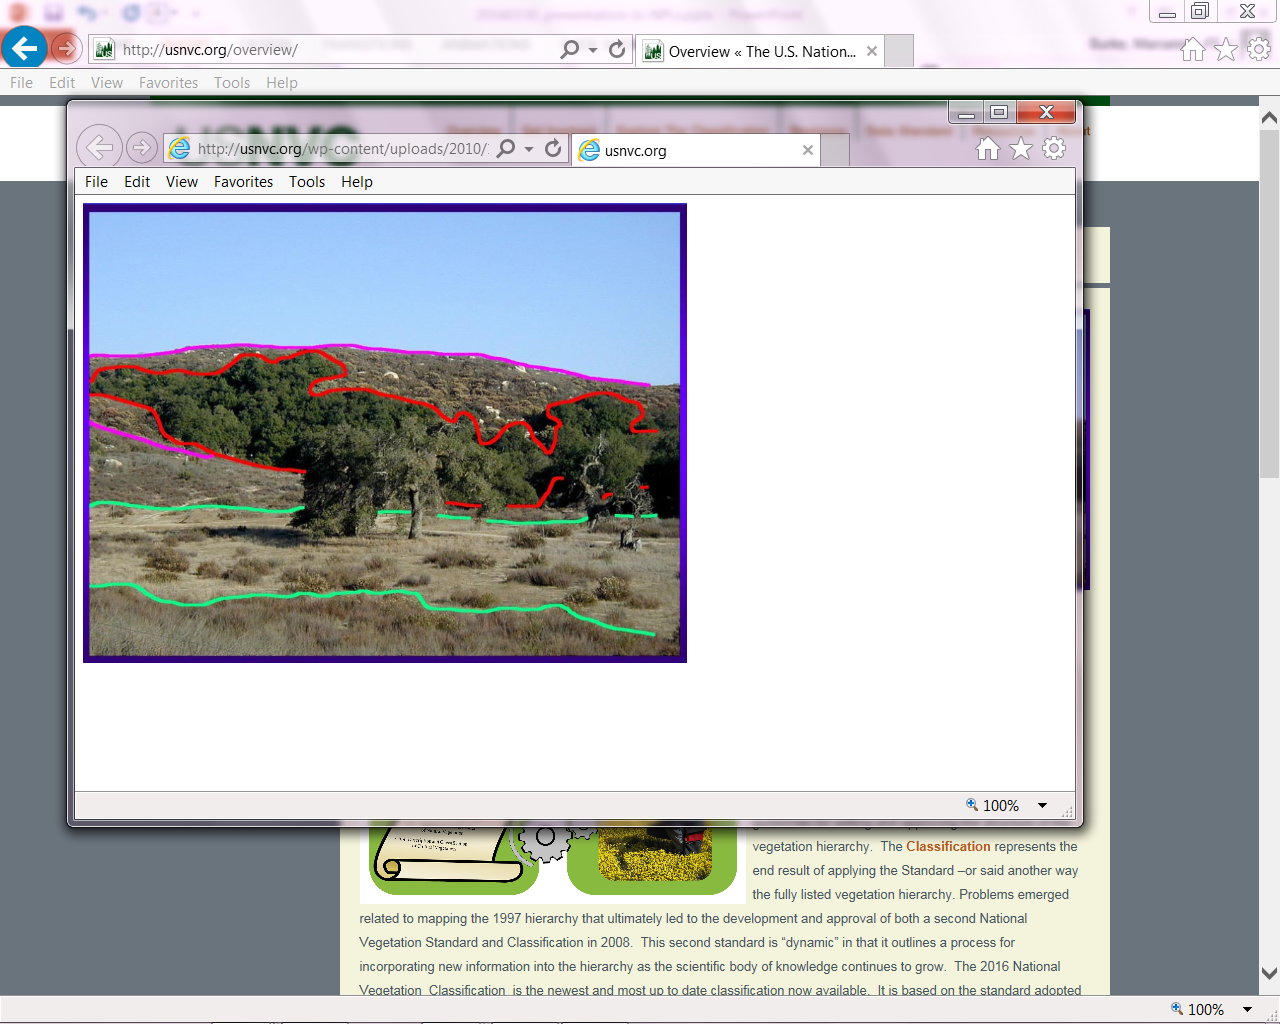 http://usnvc.org/overview/
Overview « The U.S. Nation...
File Edit View Favorites Tools Help
USNVC
http://usnvc.org/wp-content/uploads/2010/
usnvc.org
File Edit View Favorites Tools Help
100%
vegetation hierarchy. The Classification represents the
end result of applying the Standard –or said another way
the fully listed vegetation hierarchy. Problems emerged
related to mapping the 1997 hierarchy that ultimately led to the development and approval of both a second National
Vegetation Standard and Classification in 2008. This second standard is “dynamic” in that it outlines a process for
incorporating new information into the hierarchy as the scientific body of knowledge continues to grow. The 2016 National
Vegetation Classification is the newest and most up to date classification now available. It is based on the standard adopted
100%